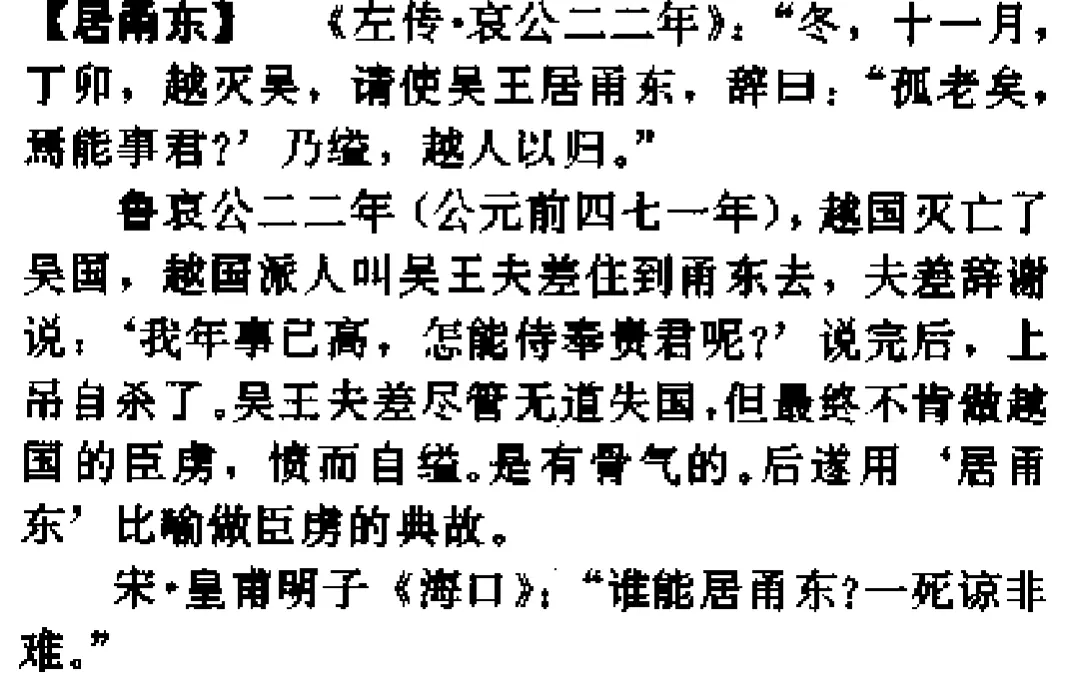 【居甬东】 《左传·哀公二二年》：“冬，十一月，
丁卯，越灭吴，请使吴王居甬东，辞曰：“孤老矣，
焉能事君?’乃缢，越人以归。”
鲁哀公二二年（公元前四七一年），越国灭亡了
吴国，越国派人叫吴王夫差住到甬东去，夫差辞谢
说：‘我年事已高，怎能侍奉贵君呢?’说完后，上
吊自杀了。吴王夫差尽管无道失国，但最终不肯做越
国的臣虏，愤而自缢。是有骨气的。后遂用‘居甬
东’比喻做臣虏的典故。
宋·皇甫明子《海口》：“谁能居甬东?一死谅非
难。”